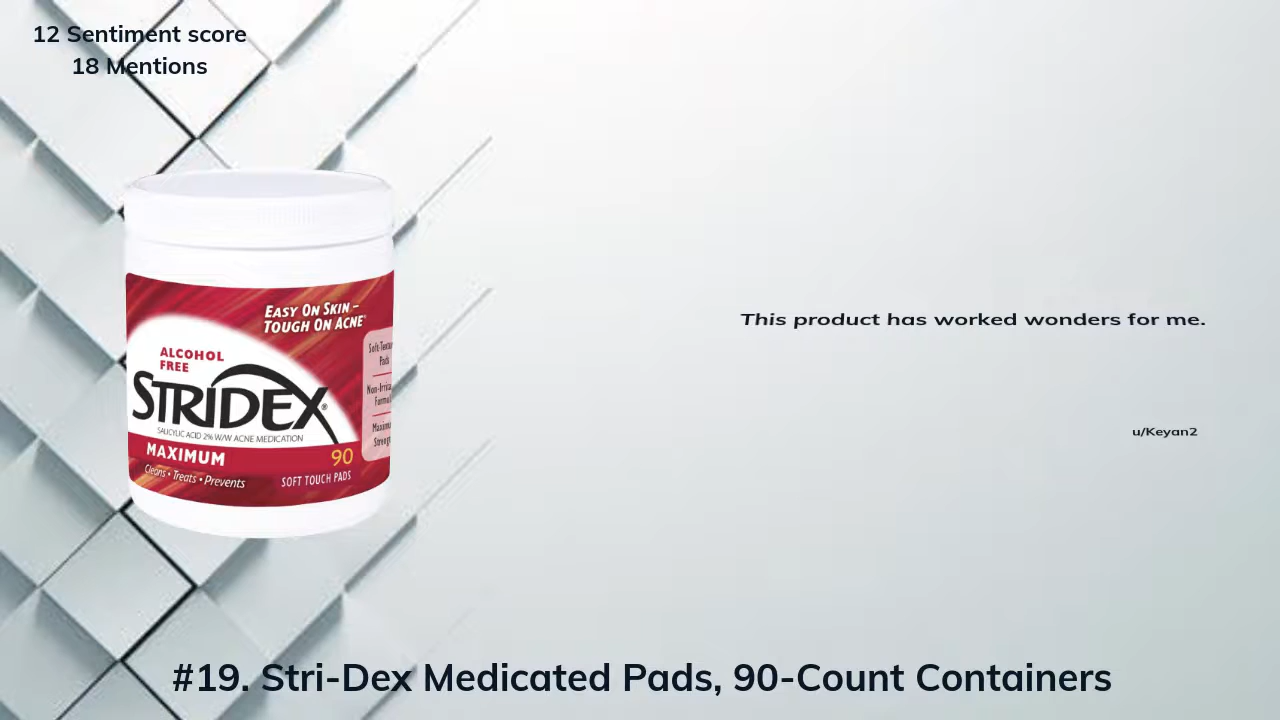 12 Sentiment score
18 Mentions
EASY ON SKIN –
TOUGH ON ACNE®
ALCOHOL
FREE
STRIDEX®
SALICYLIC ACID 2% W/W ACNE MEDICATION
MAXIMUM
90
Cleans • Treats • Prevents
SOFT TOUCH PADS
Pads
This product has worked wonders for me.
u/Keyan2
#19. Stri-Dex Medicated Pads, 90-Count Containers